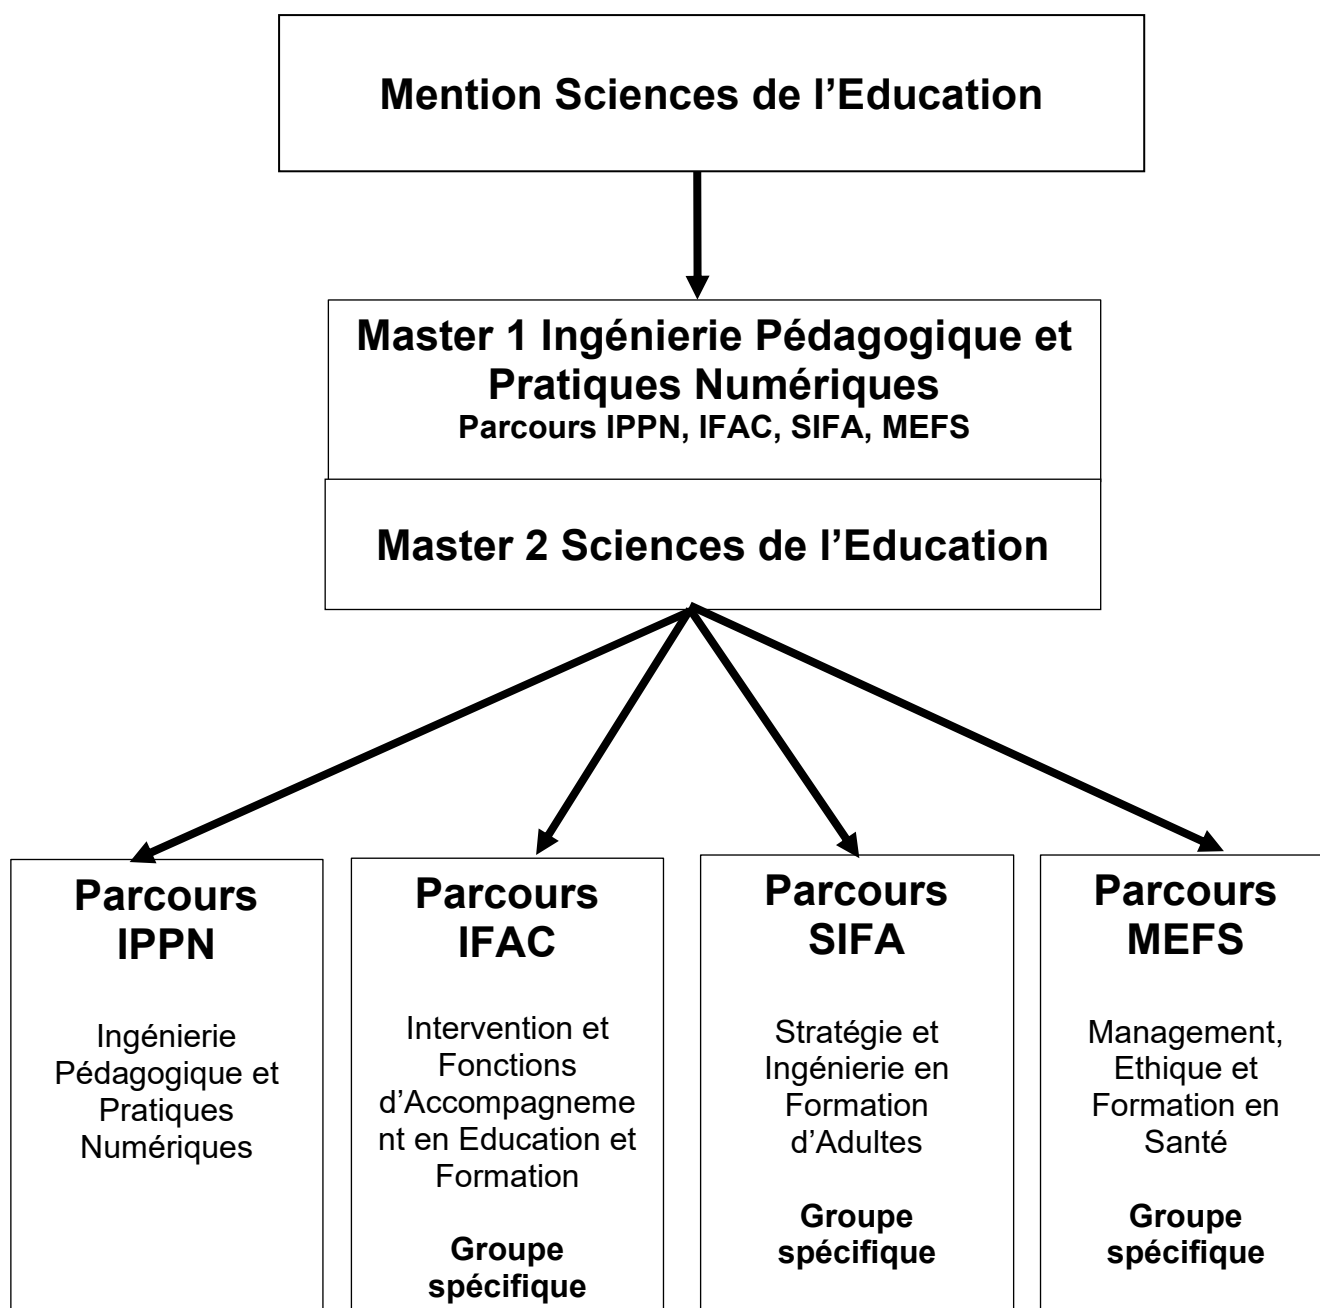 Mention Sciences de l’Education
Master 1 Ingénierie Pédagogique et
Pratiques Numériques
Parcours IPPN, IFAC, SIFA, MEFS
Master 2 Sciences de l’Education
Parcours
IPPN
Ingénierie
Pédagogique et
Pratiques
Numériques
Parcours
IFAC
Intervention et
Fonctions
d’Accompagneme
nt en Education et
Formation
Groupe
spécifique
Parcours
SIFA
Stratégie et
Ingénierie en
Formation
d’Adultes
Groupe
spécifique
Parcours
MEFS
Management,
Ethique et
Formation en
Santé
Groupe
spécifique